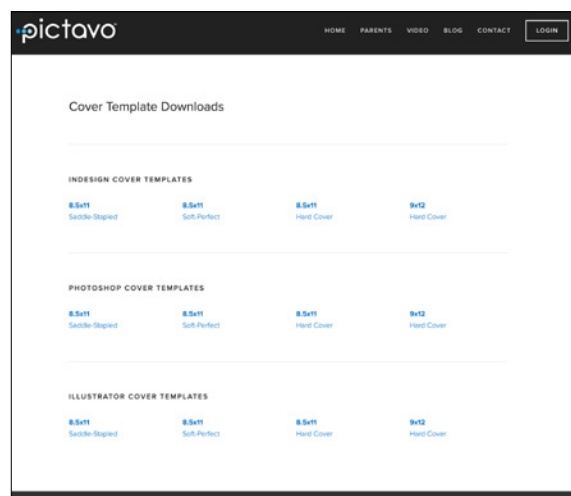 pictavo
HOME PARENTS VIDEO BLOG CONTACT LOGIN
Cover Template Downloads
INDESIGN COVER TEMPLATES
8.5x11 8.5x11 8.5x11 9x12
Saddle-Stapled Soft-Perfect Hard Cover Hard Cover
PHOTOSHOP COVER TEMPLATES
8.5x11 8.5x11 8.5x11 9x12
Saddle-Stapled Soft-Perfect Hard Cover Hard Cover
ILLUSTRATOR COVER TEMPLATES
8.5x11 8.5x11 8.5x11 9x12
Saddle-Stapled Soft-Perfect Hard Cover Hard Cover